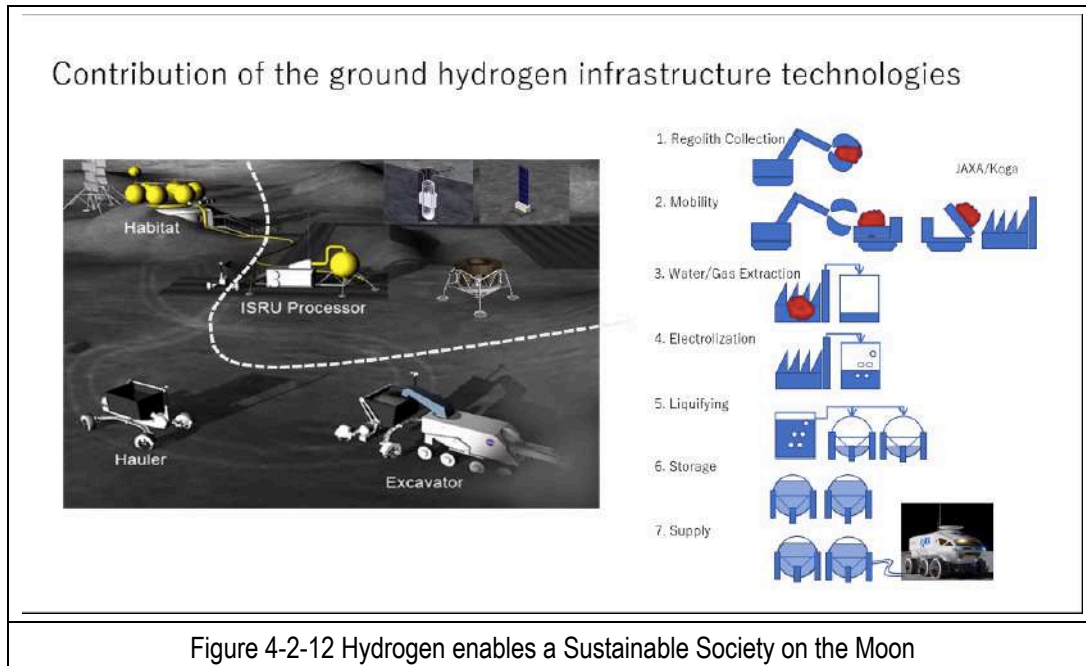 Contribution of the ground hydrogen infrastructure technologies
Habitat
ISRU Processor
Hauler
Excavator
1. Regolith Collection
JAXA/Koga
2. Mobility
3. Water/Gas Extraction
4. Electrolization
5. Liquifying
6. Storage
7. Supply
Figure 4-2-12 Hydrogen enables a Sustainable Society on the Moon